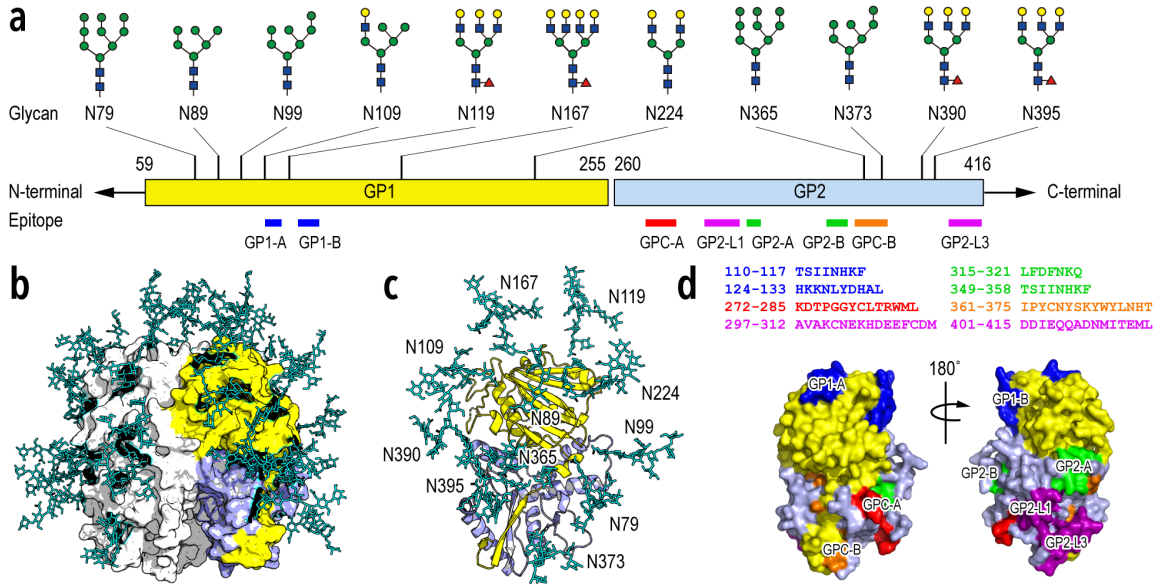 a
Glycan N79 N89 N99 N109 N119 N167 N224 N365 N373 N390 N395
59 255 260 416
N-terminal GP1 GP2 C-terminal
Epitope
GP1-A GP1-B GPC-A GP2-L1 GP2-A GP2-B GPC-B GP2-L3
b
N390
N109
N167
N119
N224
N89
N99
N365
N395
N79
N373
c
d
110-117 TSIINHKF 315-321 LFDFNKQ
124-133 HKKNLYDHAL 349-358 TSIINHKF
272-285 KDTPGGYCLTRWML 361-375 IPYCNYSKYWYLNHT
297-312 AVAKCNEKHDEEFCDM 401-415 DDIEQQADNMITEML
180°
GP1-A
GPC-A
GPC-B
GP1-B
GP2-B
GP2-A
GP2-L1
GP2-L3